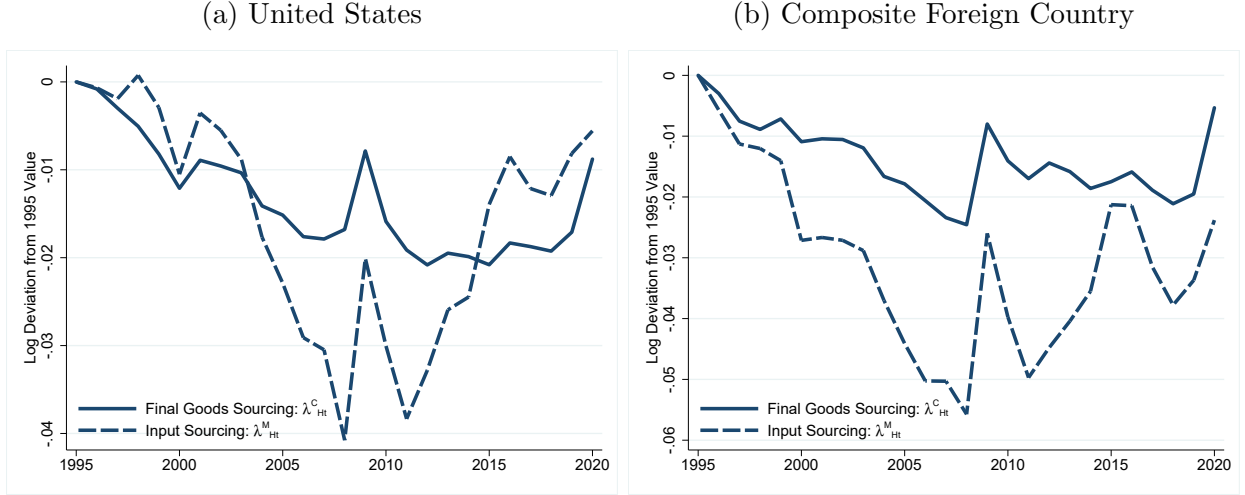 (a) United States
Log Deviation from 1995 Value
0
-.01
-.02
-.03
-.04
Final Goods Sourcing: λ^C_Ht
Input Sourcing: λ^M_Ht
1995 2000 2005 2010 2015 2020
(b) Composite Foreign Country
Log Deviation from 1995 Value
0
-.01
-.02
-.03
-.04
-.05
-.06
Final Goods Sourcing: λ^C_Ht
Input Sourcing: λ^M_Ht
1995 2000 2005 2010 2015 2020